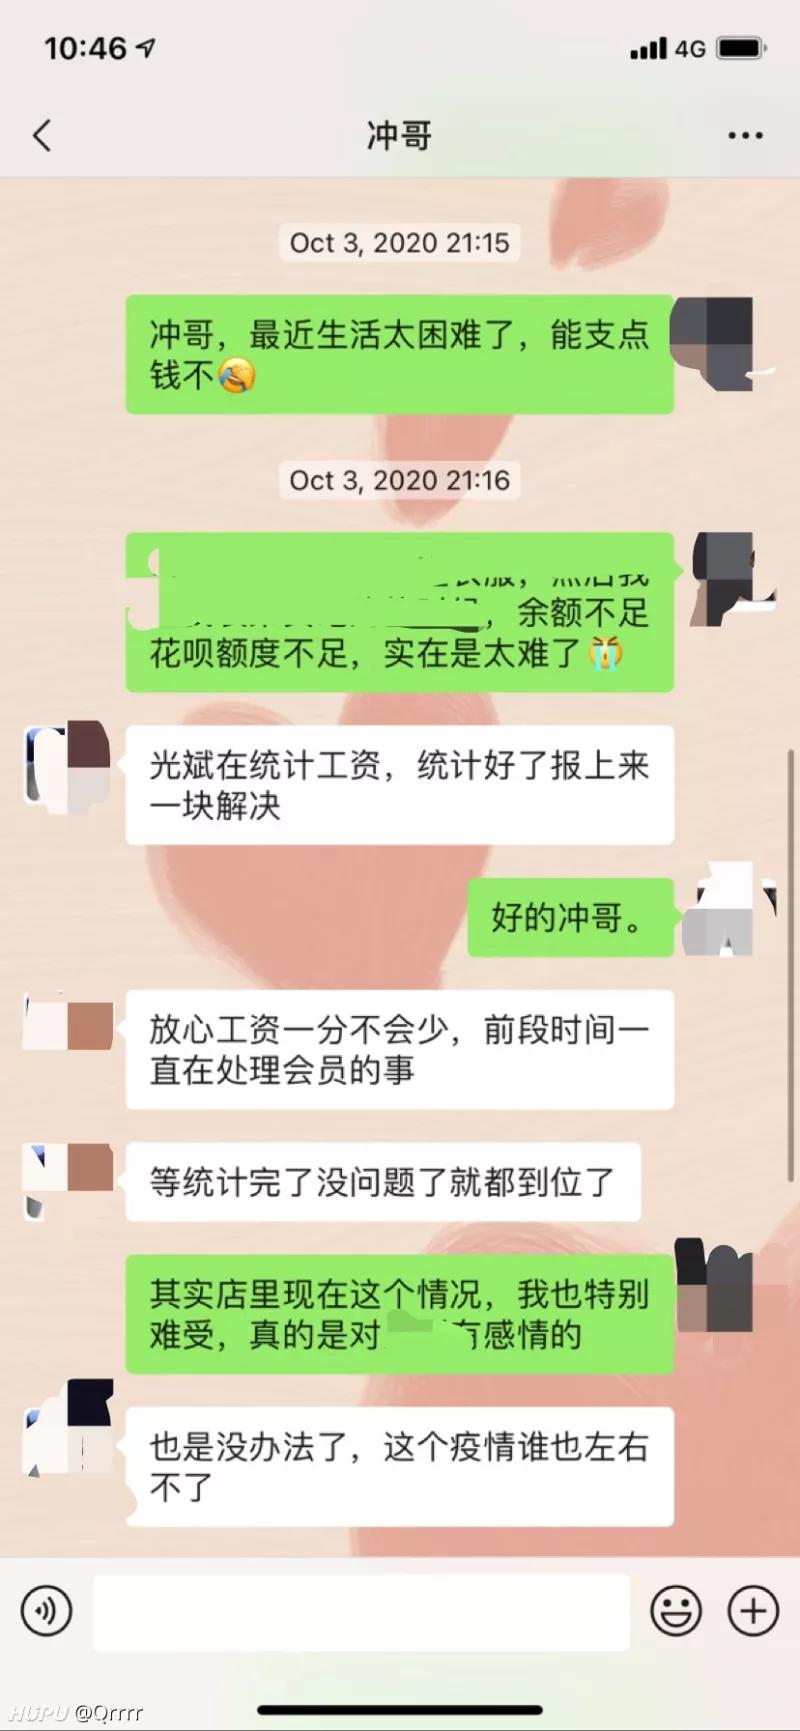 10:46
4G
冲哥
Oct 3, 2020 21:15
冲哥，最近生活太困难了，能支点
钱不
Oct 3, 2020 21:16
衣服，然后我
，余额不足
花呗额度不足，实在是太难了
光斌在统计工资，统计好了报上来
一块解决
好的冲哥。
放心工资一分不会少，前段时间一
直在处理会员的事
等统计完了没问题了就都到位了
其实店里现在这个情况，我也特别
难受，真的是对 有感情的
也是没办法了，这个疫情谁也左右
不了
HUPU @Qrrrr